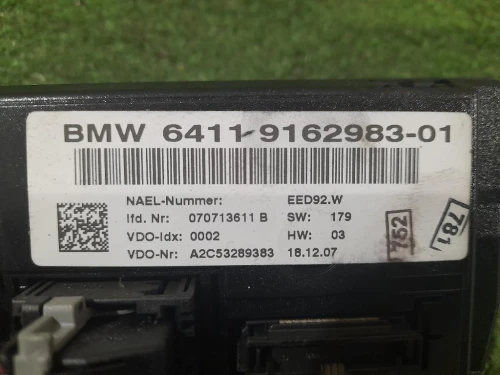 BMW 6411-9162983-01
NAEL-Nummer: EED92.W
lfd. Nr: 070713611 B SW: 179
VDO-Idx: 0002 HW: 03
VDO-Nr: A2C53289383 18.12.07
752
781